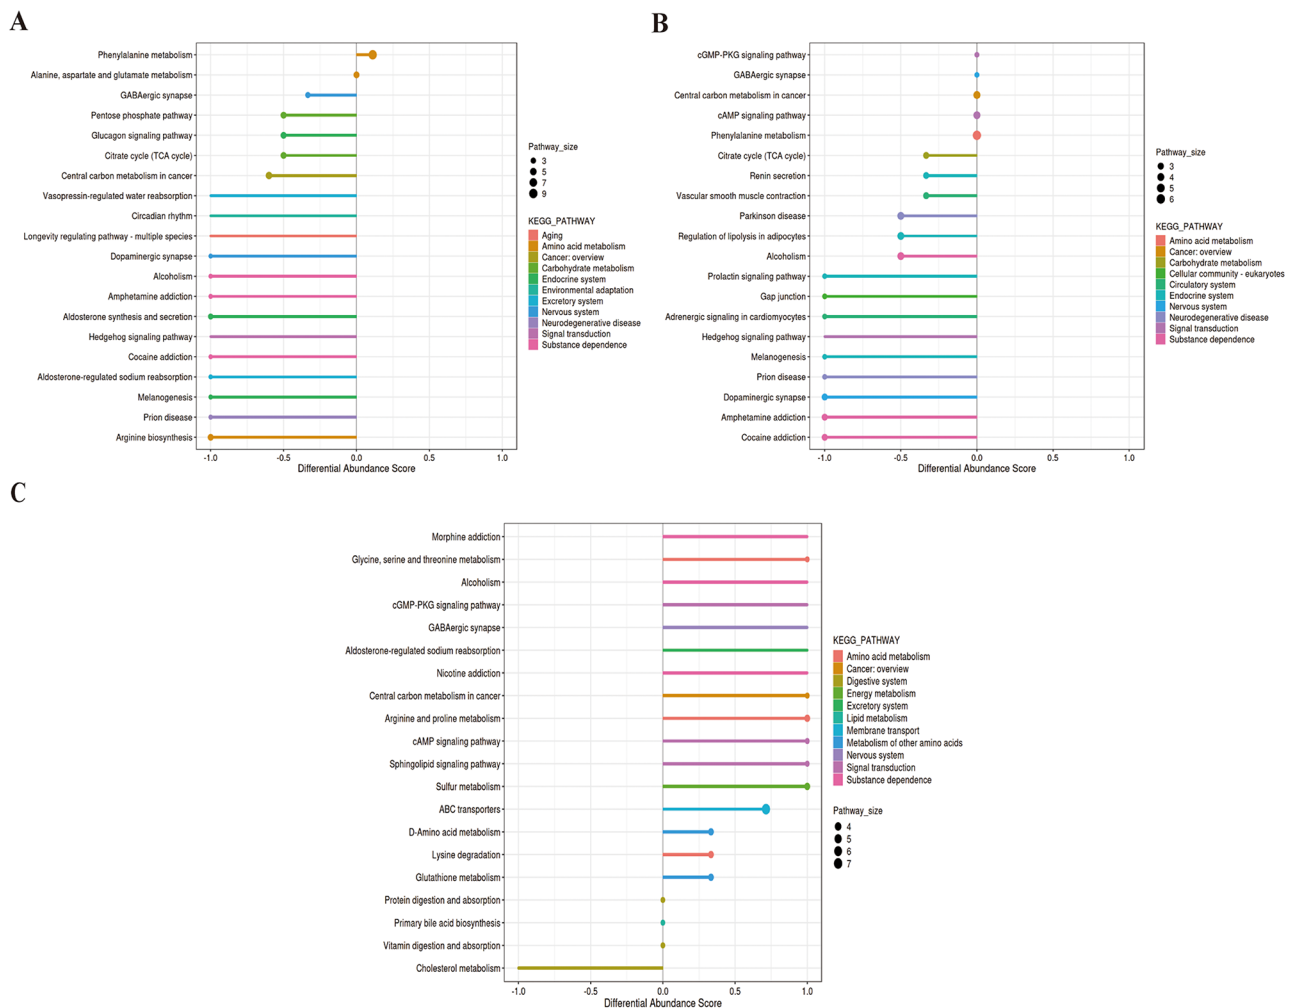 A
Phenylalanine metabolism
Alanine, aspartate and glutamate metabolism
GABAergic synapse
Pentose phosphate pathway
Glucagon signaling pathway
Citrate cycle (TCA cycle)
Central carbon metabolism in cancer
Vasopressin-regulated water reabsorption
Circadian rhythm
Longevity regulating pathway - multiple species
Dopaminergic synapse
Alcoholism
Amphetamine addiction
Aldosterone synthesis and secretion
Hedgehog signaling pathway
Cocaine addiction
Aldosterone-regulated sodium reabsorption
Melanogenesis
Prion disease
Arginine biosynthesis
-1.0 -0.5 0.0 0.5 1.0
Differential Abundance Score
Pathway_size
3
5
7
9
KEGG_PATHWAY
Aging
Amino acid metabolism
Cancer: overview
Carbohydrate metabolism
Endocrine system
Environmental adaptation
Excretory system
Nervous system
Neurodegenerative disease
Signal transduction
Substance dependence
B
cGMP-PKG signaling pathway
GABAergic synapse
Central carbon metabolism in cancer
cAMP signaling pathway
Phenylalanine metabolism
Citrate cycle (TCA cycle)
Renin secretion
Vascular smooth muscle contraction
Parkinson disease
Regulation of lipolysis in adipocytes
Alcoholism
Prolactin signaling pathway
Gap junction
Adrenergic signaling in cardiomyocytes
Hedgehog signaling pathway
Melanogenesis
Prion disease
Dopaminergic synapse
Amphetamine addiction
Cocaine addiction
-1.0 -0.5 0.0 0.5 1.0
Differential Abundance Score
Pathway_size
3
4
5
6
KEGG_PATHWAY
Amino acid metabolism
Cancer: overview
Carbohydrate metabolism
Cellular community - eukaryotes
Circulatory system
Endocrine system
Nervous system
Neurodegenerative disease
Signal transduction
Substance dependence
C
Morphine addiction
Glycine, serine and threonine metabolism
Alcoholism
cGMP-PKG signaling pathway
GABAergic synapse
Aldosterone-regulated sodium reabsorption
Nicotine addiction
Central carbon metabolism in cancer
Arginine and proline metabolism
cAMP signaling pathway
Sphingolipid signaling pathway
Sulfur metabolism
ABC transporters
D-Amino acid metabolism
Lysine degradation
Glutathione metabolism
Protein digestion and absorption
Primary bile acid biosynthesis
Vitamin digestion and absorption
Cholesterol metabolism
-1.0 -0.5 0.0 0.5 1.0
Differential Abundance Score
KEGG_PATHWAY
Amino acid metabolism
Cancer: overview
Digestive system
Energy metabolism
Excretory system
Lipid metabolism
Membrane transport
Metabolism of other amino acids
Nervous system
Signal transduction
Substance dependence
Pathway_size
4
5
6
7